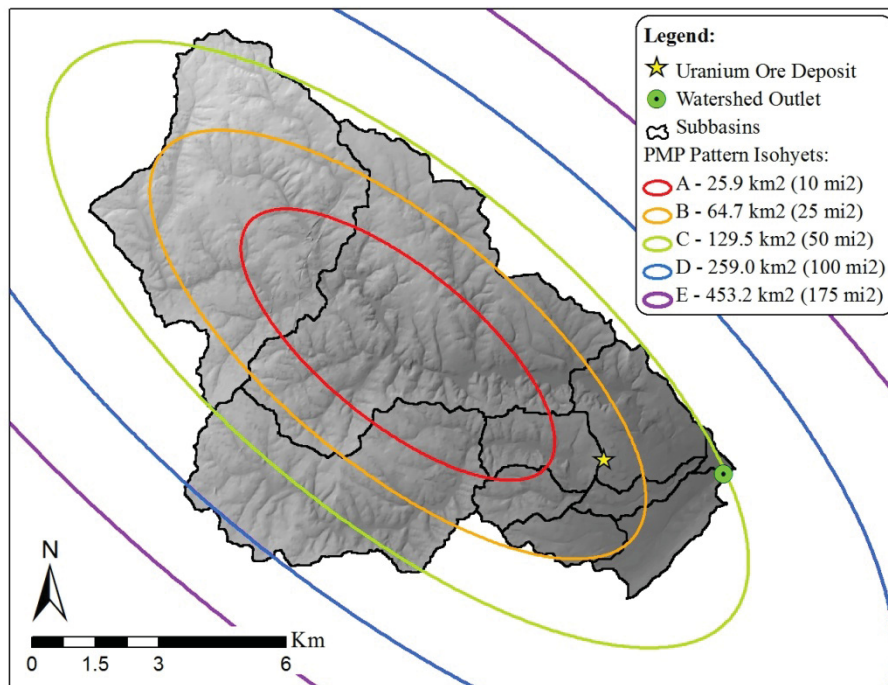 Legend:
Uranium Ore Deposit
Watershed Outlet
Subbasins
PMP Pattern Isohyets:
A - 25.9 km2 (10 mi2)
B - 64.7 km2 (25 mi2)
C - 129.5 km2 (50 mi2)
D - 259.0 km2 (100 mi2)
E - 453.2 km2 (175 mi2)
N
Km
0 1.5 3 6